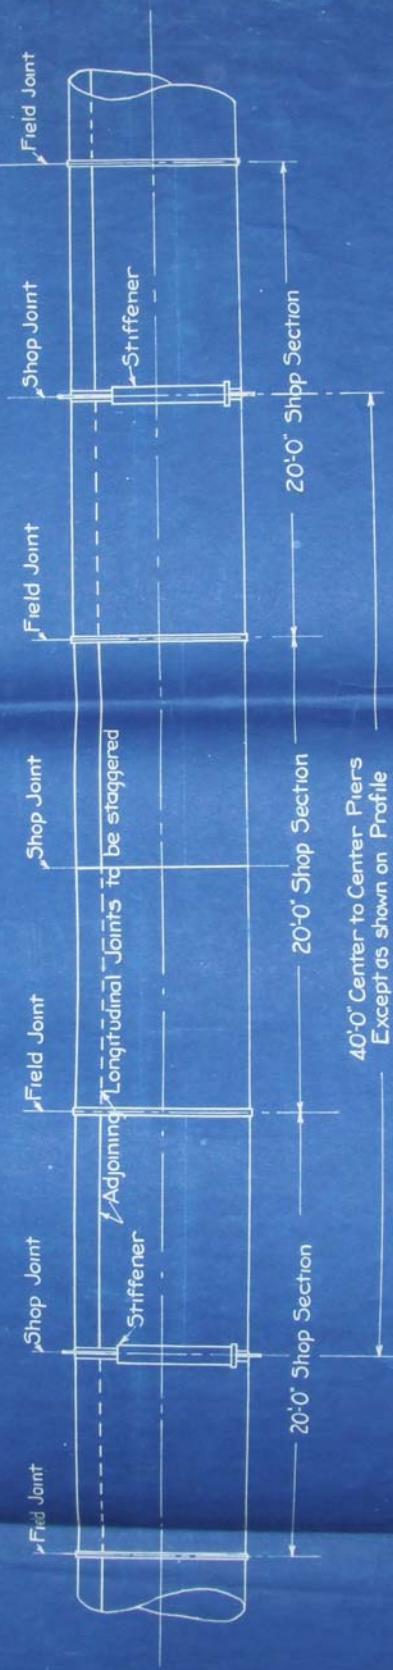 Field Joint
Shop Joint
Field Joint
Shop Joint
Field Joint
Shop Joint
Field Joint
Stiffener
Adjoining Longitudinal Joints to be staggered
Stiffener
20'-0" Shop Section
20'-0" Shop Section
20'-0" Shop Section
40'-0" Center to Center Piers
Except as shown on Profile